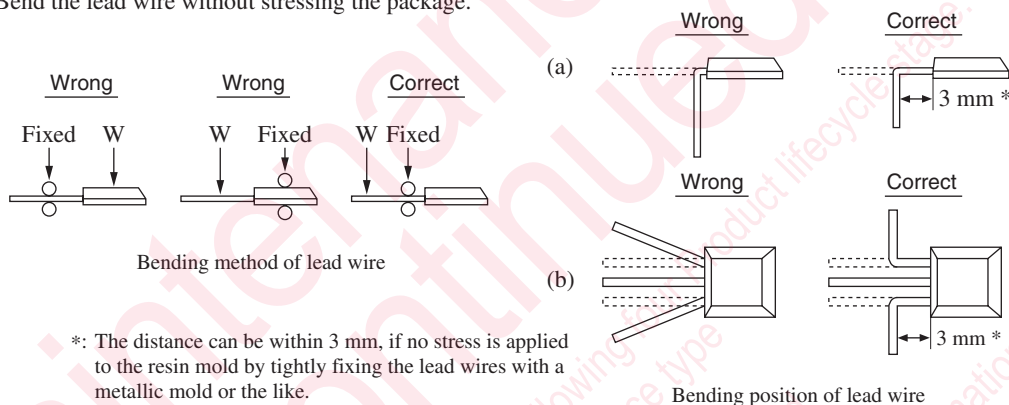 Bend the lead wire without stressing the package.
Wrong Wrong Correct
Fixed W W Fixed W Fixed
Bending method of lead wire
*: The distance can be within 3 mm, if no stress is applied
to the resin mold by tightly fixing the lead wires with a
metallic mold or the like.
Wrong Correct
(a)
3 mm *
Wrong Correct
(b)
3 mm *
Bending position of lead wire
product lifecycle stage.